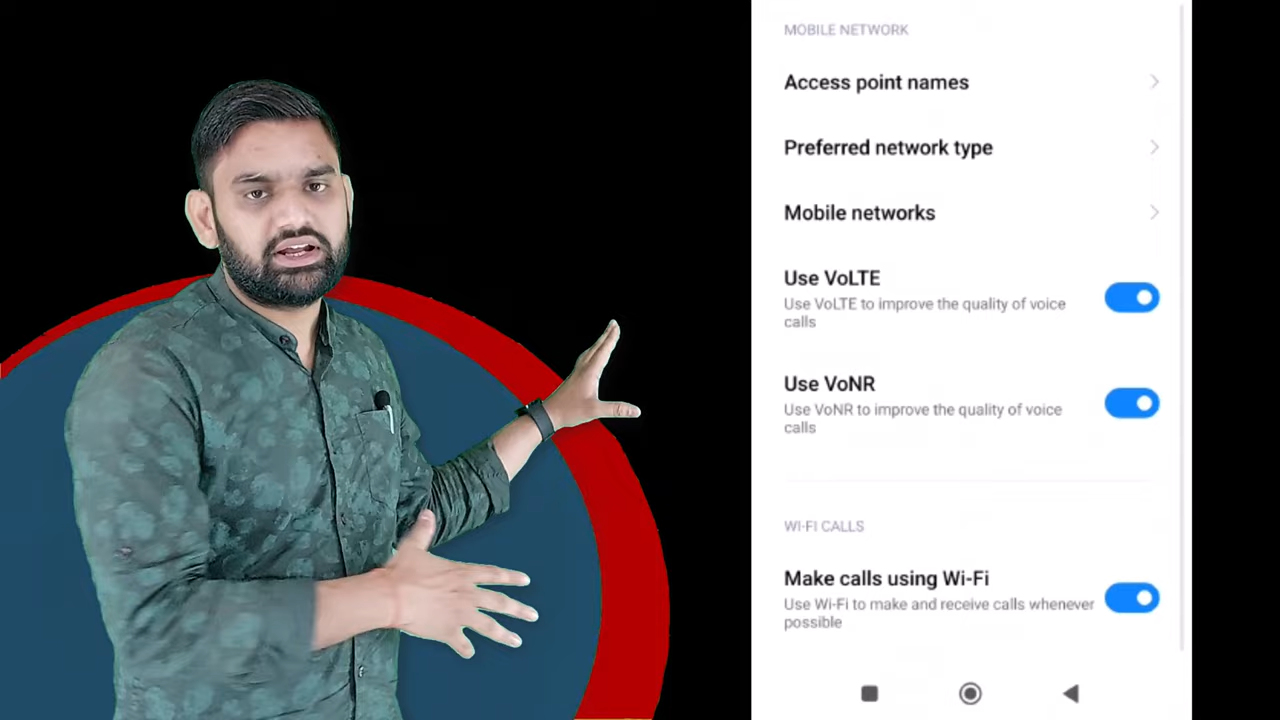 MOBILE NETWORK
Access point names
Preferred network type
Mobile networks
Use VoLTE
Use VoLTE to improve the quality of voice
calls
Use VoNR
Use VoNR to improve the quality of voice
calls
WI-FI CALLS
Make calls using Wi-Fi
Use Wi-Fi to make and receive calls whenever
possible